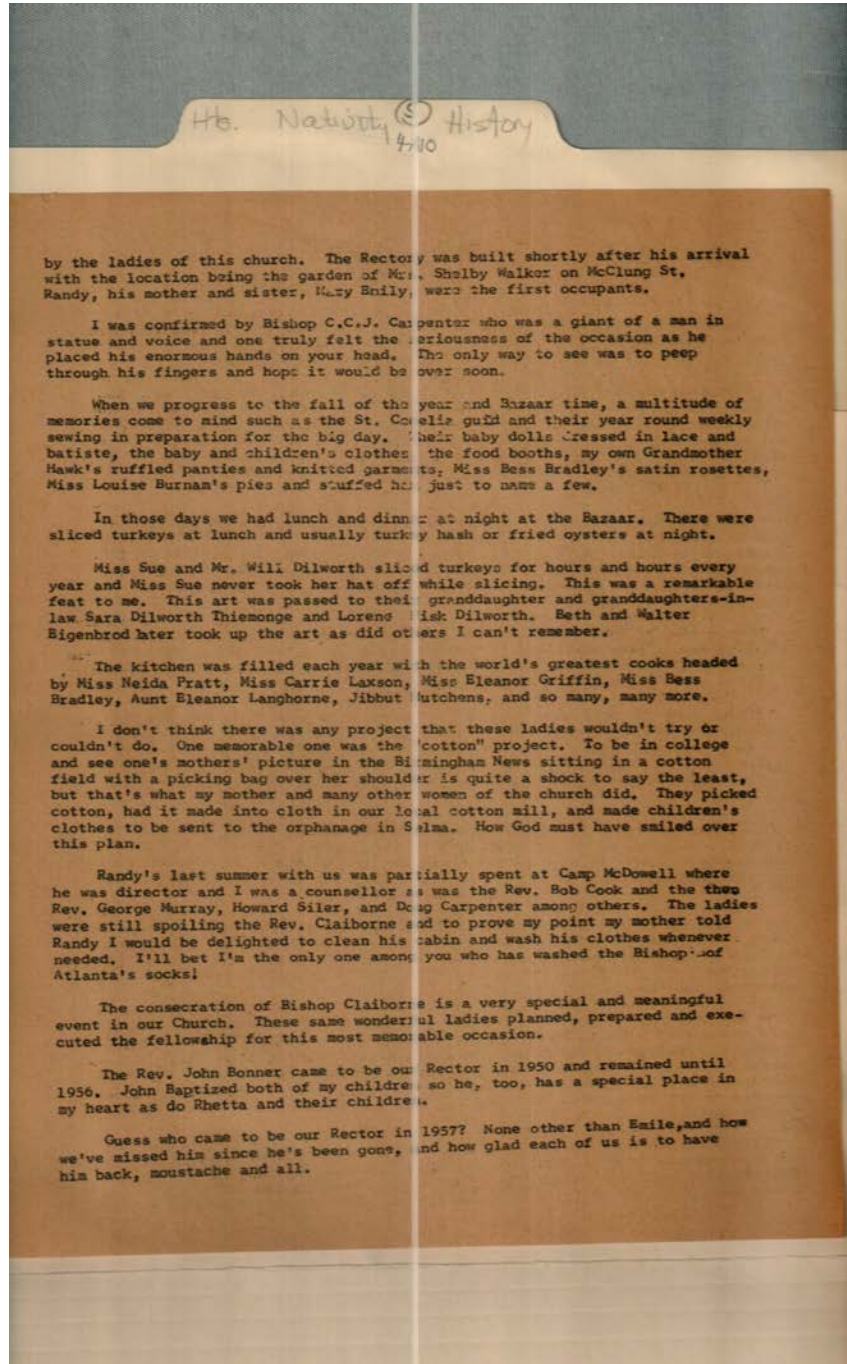 Hb. Nativity (S) History
4/10
by the ladies of this church. The Rectory was built shortly after his arrival
with the location being the garden of Mrs. Shelby Walker on McClung St.
Randy, his mother and sister, Mary Emily, were the first occupants.
I was confirmed by Bishop C.C.J. Carpenter who was a giant of a man in
statue and voice and one truly felt the seriousness of the occasion as he
placed his enormous hands on your head. The only way to see was to peep
through his fingers and hope it would be over soon.
When we progress to the fall of the year and Bazaar time, a multitude of
memories come to mind such as the St. guild and their year round weekly
sewing in preparation for the big day. Their baby dolls dressed in lace and
batiste, the baby and children's clothes the food booths, my own Grandmother
Hawk's ruffled panties and knitted garments, Miss Bess Bradley's satin rosettes,
Miss Louise Burnam's pies and stuffed ham just to name a few.
In those days we had lunch and dinner at night at the Bazaar. There were
sliced turkeys at lunch and usually turkey hash or fried oysters at night.
Miss Sue and Mr. Will Dilworth sliced turkeys for hours and hours every
year and Miss Sue never took her hat off while slicing. This was a remarkable
feat to me. This art was passed to their granddaughter and granddaughters-in-
law Sara Dilworth Thiemonge and Lorene Fisk Dilworth. Beth and Walter
Bigenbrod later took up the art as did others I can't remember.
The kitchen was filled each year with the world's greatest cooks headed
by Miss Neida Pratt, Miss Carrie Laxson, Miss Eleanor Griffin, Miss Bess
Bradley, Aunt Eleanor Langhorne, Jibbut Hutchens, and so many, many more.
I don't think there was any project that these ladies wouldn't try or
couldn't do. One memorable one was the "cotton" project. To be in college
and see one's mothers' picture in the Birmingham News sitting in a cotton
field with a picking bag over her shoulder is quite a shock to say the least,
but that's what my mother and many other women of the church did. They picked
cotton, had it made into cloth in our local cotton mill, and made children's
clothes to be sent to the orphanage in Selma. How God must have smiled over
this plan.
Randy's last summer with us was partially spent at Camp McDowell where
he was director and I was a counsellor as was the Rev. Bob Cook and the then
Rev. George Murray, Howard Siler, and Doug Carpenter among others. The ladies
were still spoiling the Rev. Claiborne and to prove my point my mother told
Randy I would be delighted to clean his cabin and wash his clothes whenever
needed. I'll bet I'm the only one among you who has washed the Bishop of
Atlanta's socks!
The consecration of Bishop Claiborne is a very special and meaningful
event in our Church. These same wonderful ladies planned, prepared and exe-
cuted the fellowship for this most memorable occasion.
The Rev. John Bonner came to be our Rector in 1950 and remained until
1956. John Baptized both of my children so he, too, has a special place in
my heart as do Rhetta and their children.
Guess who came to be our Rector in 1957? None other than Emile,and how
we've missed him since he's been gone, and how glad each of us is to have
him back, moustache and all.